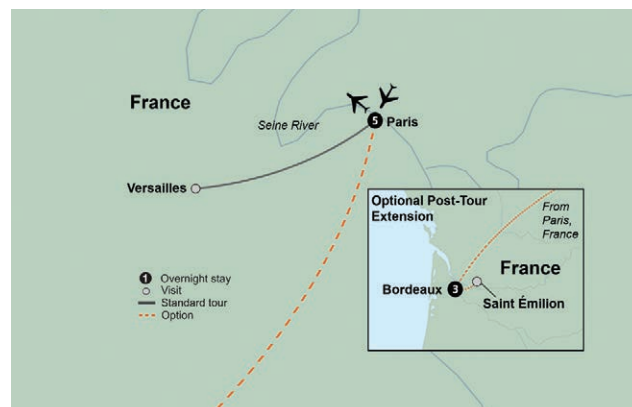 France
Seine River
5
Paris
Versailles
1 Overnight stay
Visit
Standard tour
Option
Optional Post-Tour
Extension
From
Paris,
France
France
Bordeaux
3
Saint Émilion